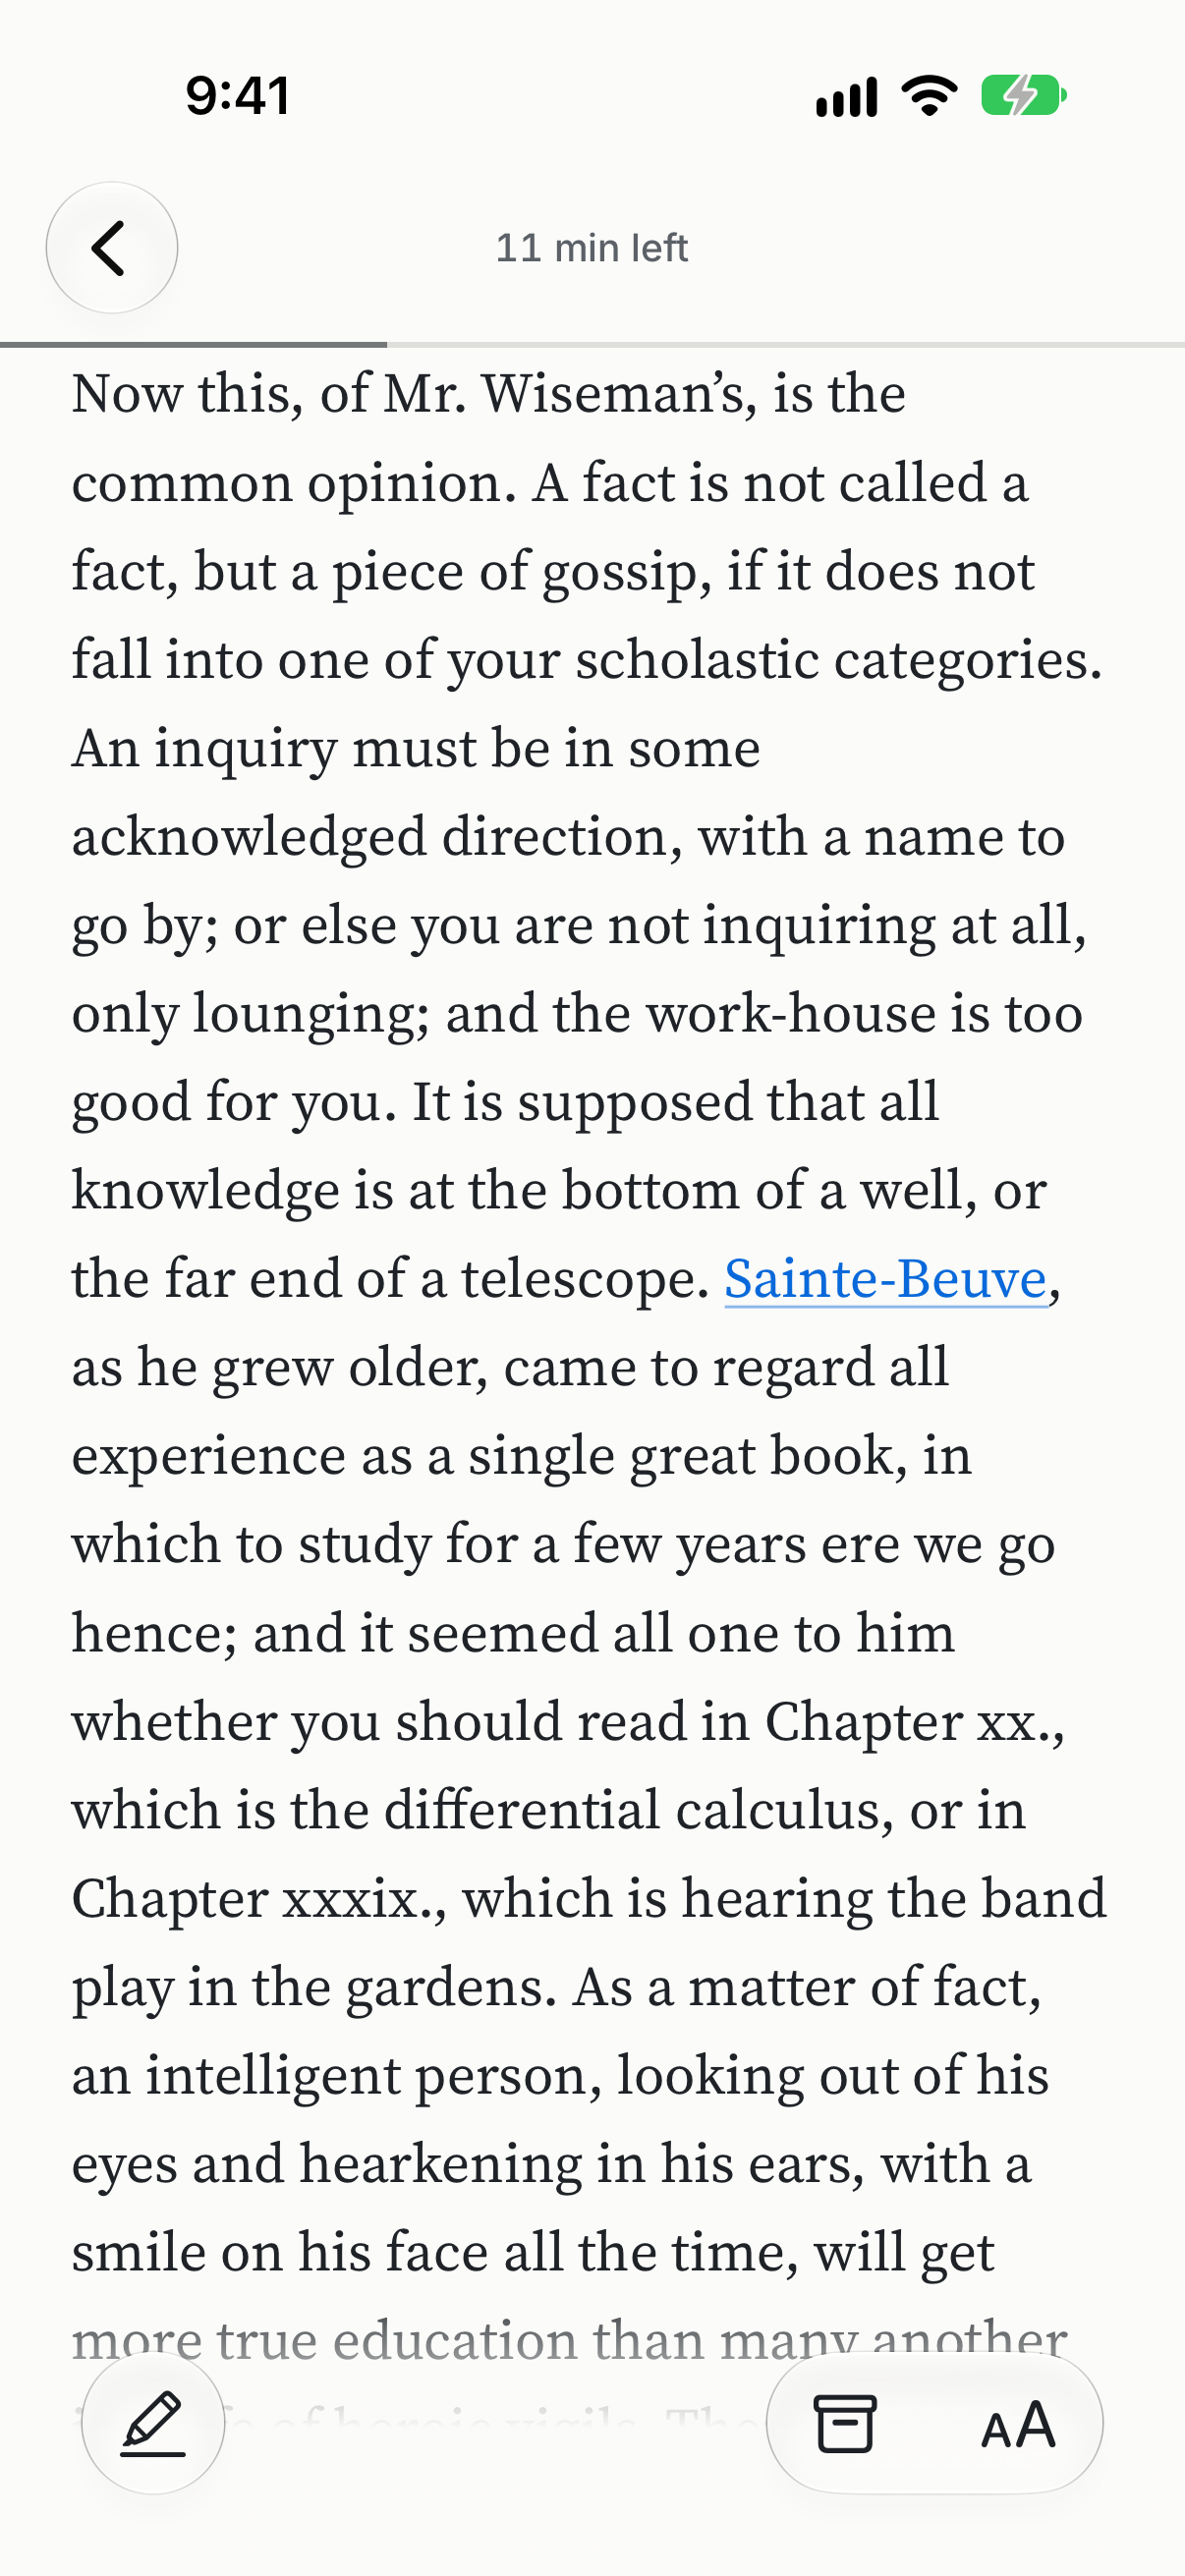 9:41
11 min left
Now this, of Mr. Wiseman’s, is the
common opinion. A fact is not called a
fact, but a piece of gossip, if it does not
fall into one of your scholastic categories.
An inquiry must be in some
acknowledged direction, with a name to
go by; or else you are not inquiring at all,
only lounging; and the work-house is too
good for you. It is supposed that all
knowledge is at the bottom of a well, or
the far end of a telescope. Sainte-Beuve,
as he grew older, came to regard all
experience as a single great book, in
which to study for a few years ere we go
hence; and it seemed all one to him
whether you should read in Chapter xx.,
which is the differential calculus, or in
Chapter xxxix., which is hearing the band
play in the gardens. As a matter of fact,
an intelligent person, looking out of his
eyes and hearkening in his ears, with a
smile on his face all the time, will get
more true education than many another
of heroic vigils.
AA